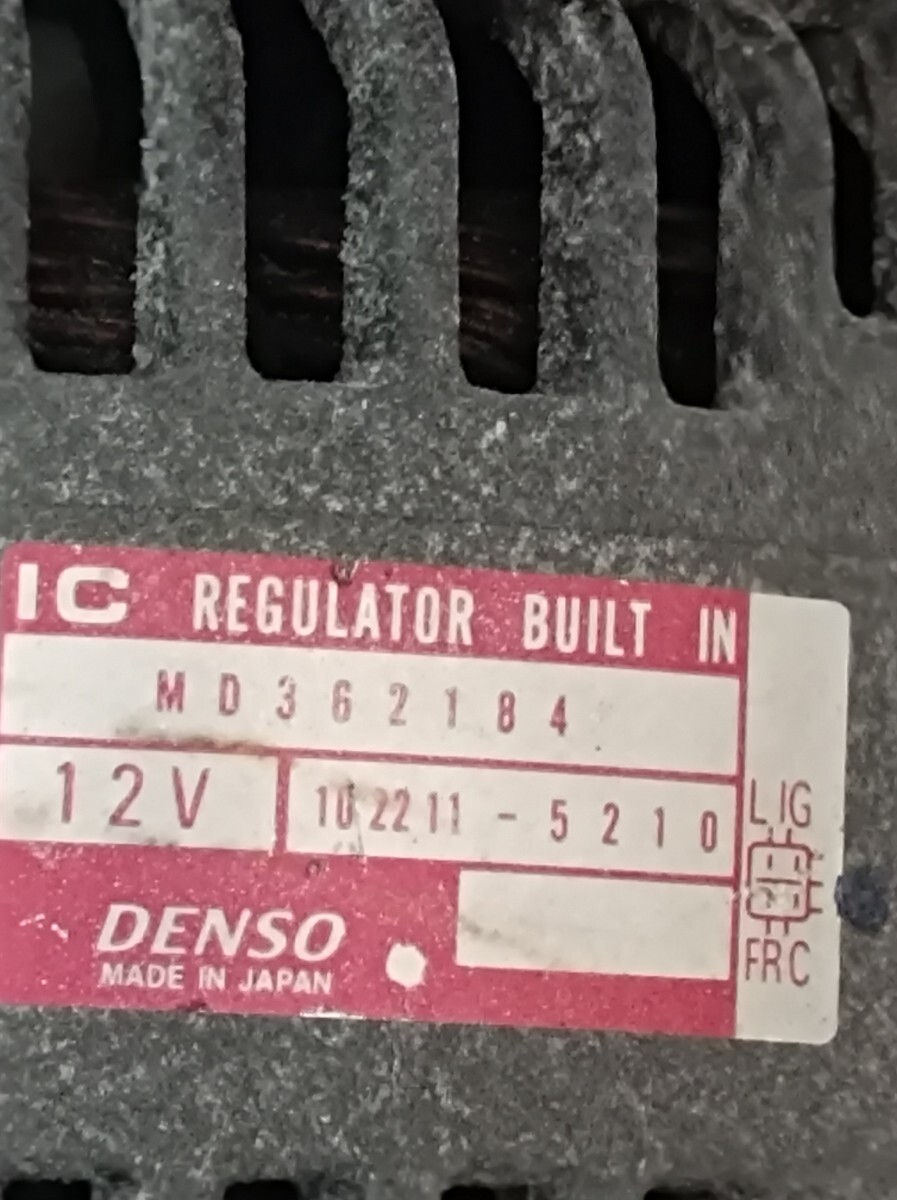 IC REGULATOR BUILT IN
MD362184
12V
102211-5210
DENSO
MADE IN JAPAN
L IG
FR C